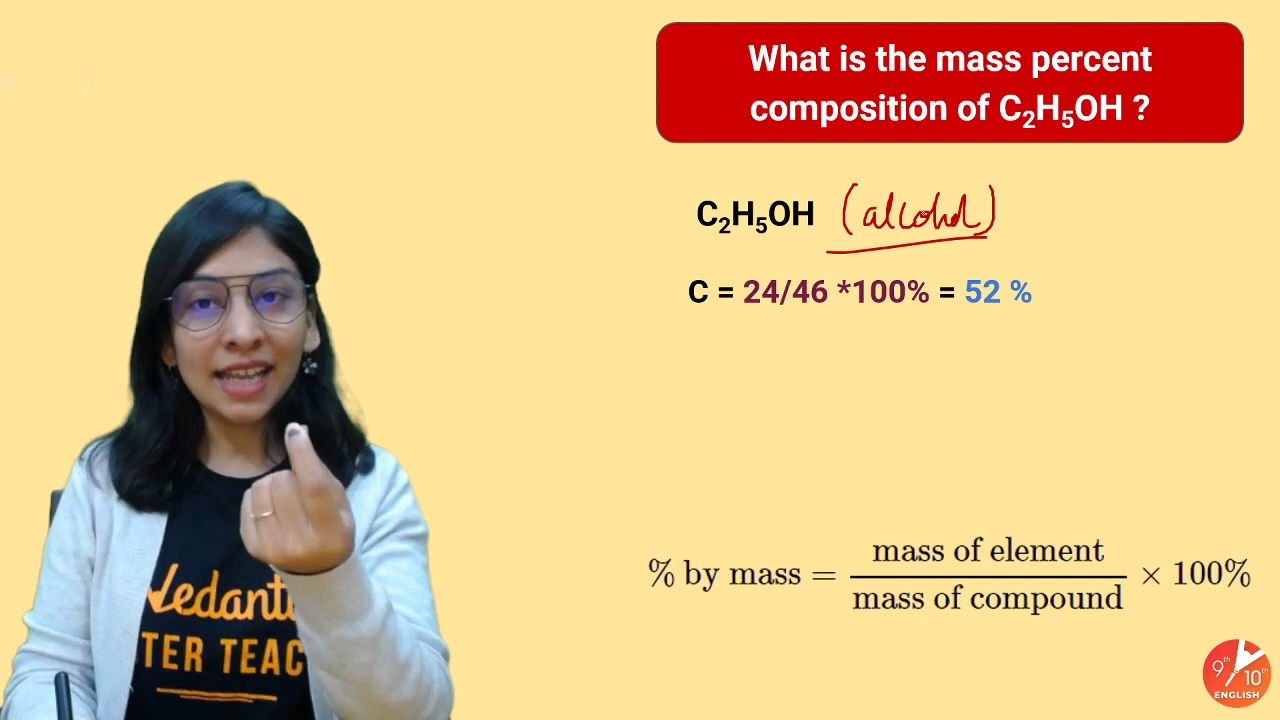 What is the mass percent
composition of C₂H₅OH ?
C₂H₅OH (alcohol)
C = 24/46 *100% = 52 %
% by mass = mass of element / mass of compound × 100%
Vedant
TER TEAC
9th 10th
ENGLISH